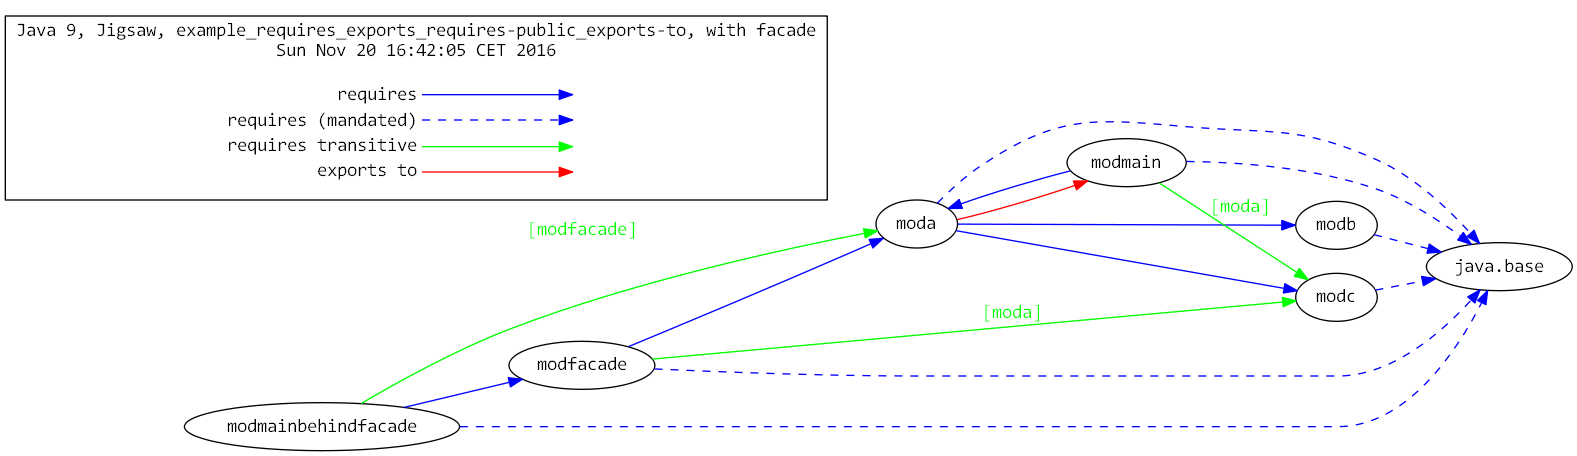 Java 9, Jigsaw, example_requires_exports_requires-public_exports-to, with facade
Sun Nov 20 16:42:05 CET 2016
requires
requires (mandated)
requires transitive
exports to
modmain
[moda]
moda
modb
[modfacade]
java.base
modc
[moda]
modfacade
modmainbehindfacade